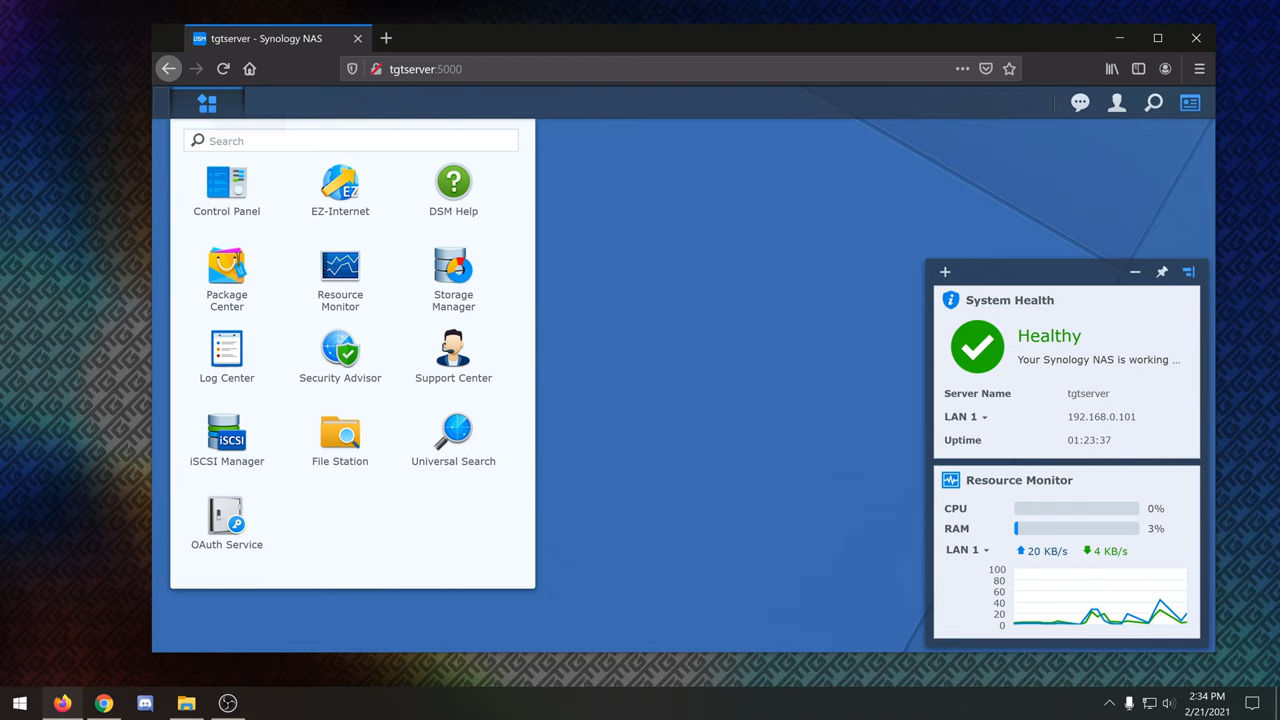 DSM tgtserver - Synology NAS
tgtserver:5000
Search
Control Panel
EZ
EZ-Internet
?
DSM Help
Package Center
Resource Monitor
Storage Manager
Log Center
Security Advisor
Support Center
iSCSI
iSCSI Manager
File Station
Universal Search
OAuth Service
System Health
Healthy
Your Synology NAS is working ...
Server Name tgtserver
LAN 1 192.168.0.101
Uptime 01:23:37
Resource Monitor
CPU 0%
RAM 3%
LAN 1 20 KB/s 4 KB/s
100
80
60
40
20
0
2:34 PM
2/21/2021